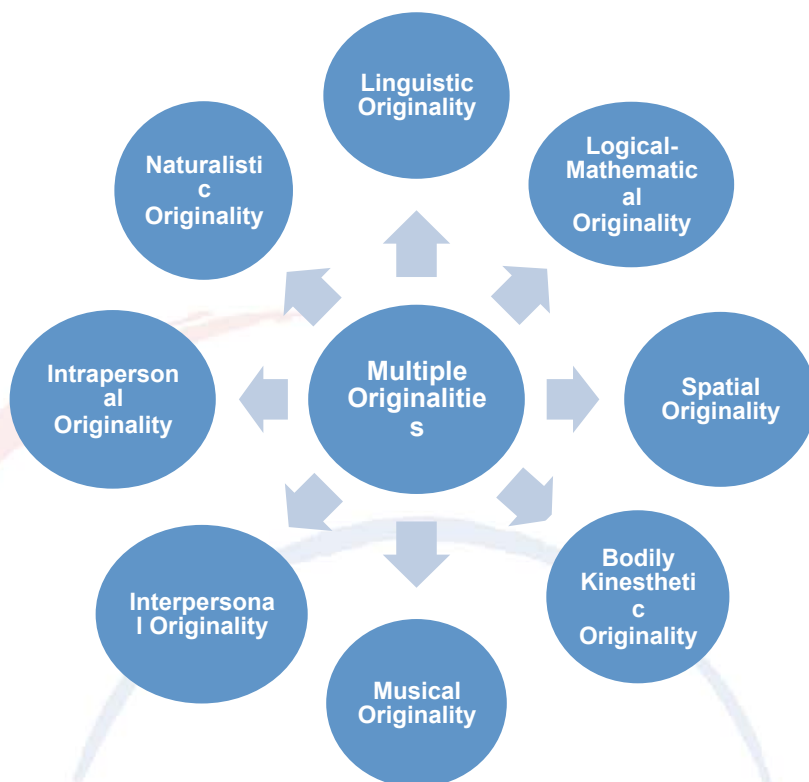 Linguistic
Originality
Logical-
Mathematic
al
Originality
Spatial
Originality
Bodily
Kinestheti
c
Originality
Musical
Originality
Interpersona
l Originality
Intraperson
al
Originality
Naturalisti
c
Originality
Multiple
Originalitie
s